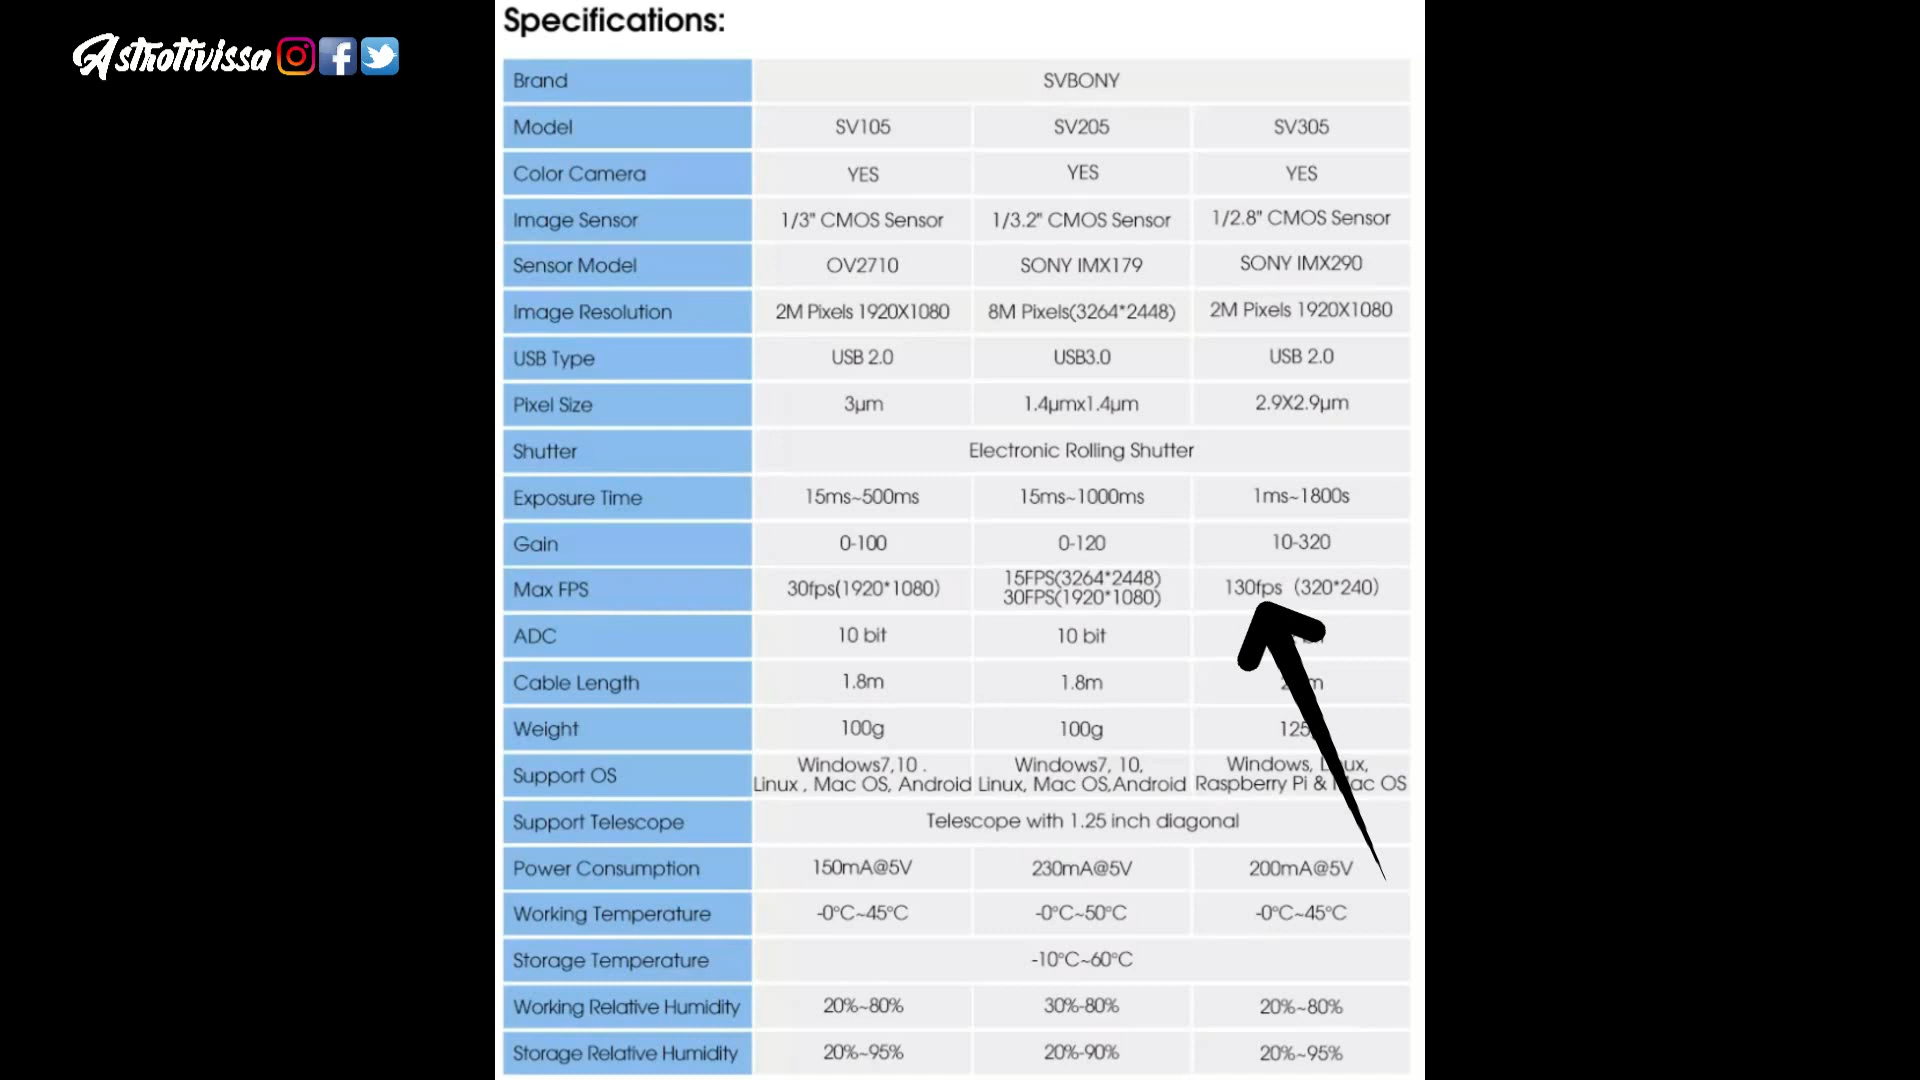 Astrotivissa
Specifications:
Brand SVBONY
Model SV105 SV205 SV305
Color Camera YES YES YES
Image Sensor 1/3" CMOS Sensor 1/3.2" CMOS Sensor 1/2.8" CMOS Sensor
Sensor Model OV2710 SONY IMX179 SONY IMX290
Image Resolution 2M Pixels 1920X1080 8M Pixels(3264*2448) 2M Pixels 1920X1080
USB Type USB 2.0 USB3.0 USB 2.0
Pixel Size 3μm 1.4μmx1.4μm 2.9X2.9μm
Shutter Electronic Rolling Shutter
Exposure Time 15ms~500ms 15ms~1000ms 1ms~1800s
Gain 0-100 0-120 10-320
Max FPS 30fps(1920*1080) 15FPS(3264*2448) 130fps (320*240)
30FPS(1920*1080)
ADC 10 bit 10 bit
Cable Length 1.8m 1.8m
Weight 100g 100g
Support OS Windows7,10 . Windows7, 10, Windows,
Linux , Mac OS, Android Linux, Mac OS,Android Raspberry Pi & Mac OS
Support Telescope Telescope with 1.25 inch diagonal
Power Consumption 150mA@5V 230mA@5V 200mA@5V
Working Temperature -0°C~45°C -0°C~50°C -0°C~45°C
Storage Temperature -10°C~60°C
Working Relative Humidity 20%~80% 30%-80% 20%~80%
Storage Relative Humidity 20%~95% 20%-90% 20%~95%